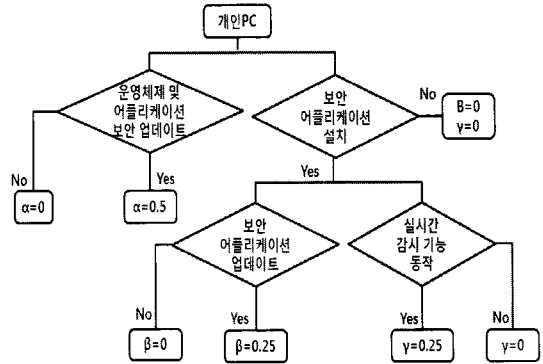 개인PC
운영체제 및
어플리케이션
보안 업데이트
보안
어플리케이션
설치
No
B=0
γ=0
No
Yes
Yes
α=0
α=0.5
보안
어플리케이션
업데이트
실시간
감시 기능
동작
No
Yes
Yes
No
β=0
β=0.25
γ=0.25
γ=0